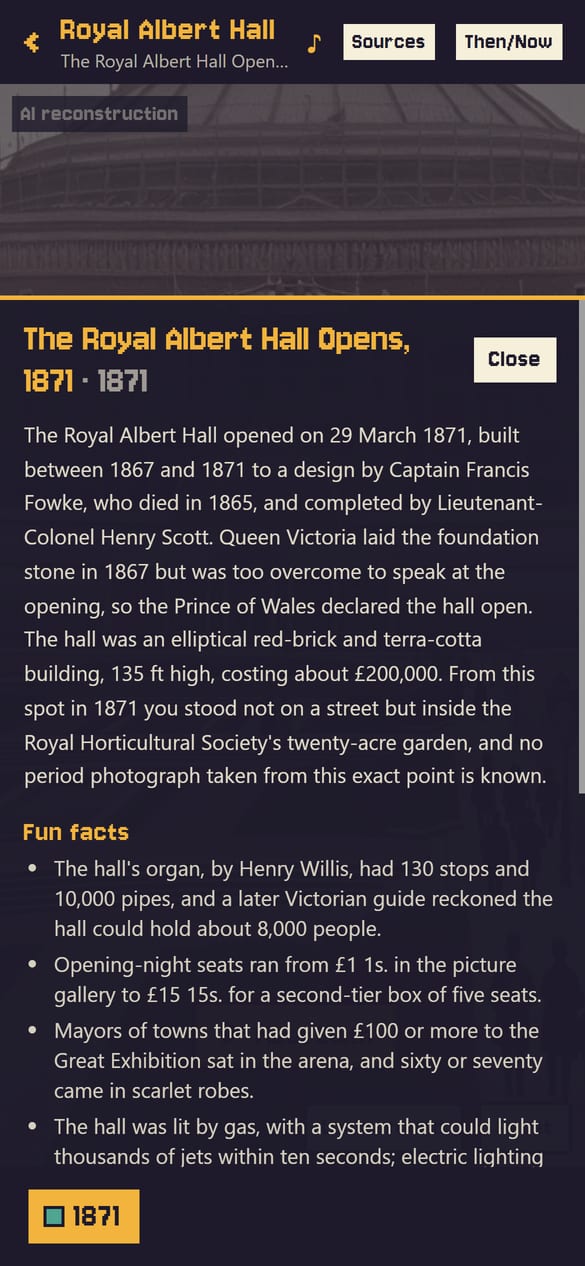 Royal Albert Hall
The Royal Albert Hall Open...
♪
Sources
Then/Now
AI reconstruction
The Royal Albert Hall Opens,
1871 · 1871
Close
The Royal Albert Hall opened on 29 March 1871, built
between 1867 and 1871 to a design by Captain Francis
Fowke, who died in 1865, and completed by Lieutenant-
Colonel Henry Scott. Queen Victoria laid the foundation
stone in 1867 but was too overcome to speak at the
opening, so the Prince of Wales declared the hall open.
The hall was an elliptical red-brick and terra-cotta
building, 135 ft high, costing about £200,000. From this
spot in 1871 you stood not on a street but inside the
Royal Horticultural Society's twenty-acre garden, and no
period photograph taken from this exact point is known.
Fun facts
• The hall's organ, by Henry Willis, had 130 stops and
10,000 pipes, and a later Victorian guide reckoned the
hall could hold about 8,000 people.
• Opening-night seats ran from £1 1s. in the picture
gallery to £15 15s. for a second-tier box of five seats.
• Mayors of towns that had given £100 or more to the
Great Exhibition sat in the arena, and sixty or seventy
came in scarlet robes.
• The hall was lit by gas, with a system that could light
thousands of jets within ten seconds; electric lighting
1871